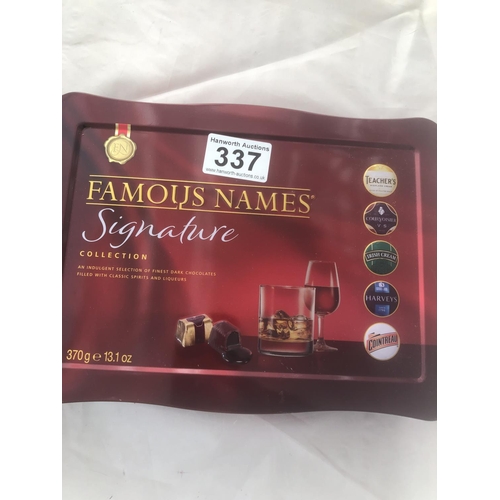 Hanworth Auctions
337
www.hanworth-auctions.co.uk
FN
FAMOUS NAMES
Signature
COLLECTION
AN INDULGENT SELECTION OF FINEST DARK CHOCOLATES
FILLED WITH CLASSIC SPIRITS AND LIQUEURS
370g e 13.1 oz
TEACHER'S
COURVOISIER
IRISH CREAM
HARVEYS
COINTREAU